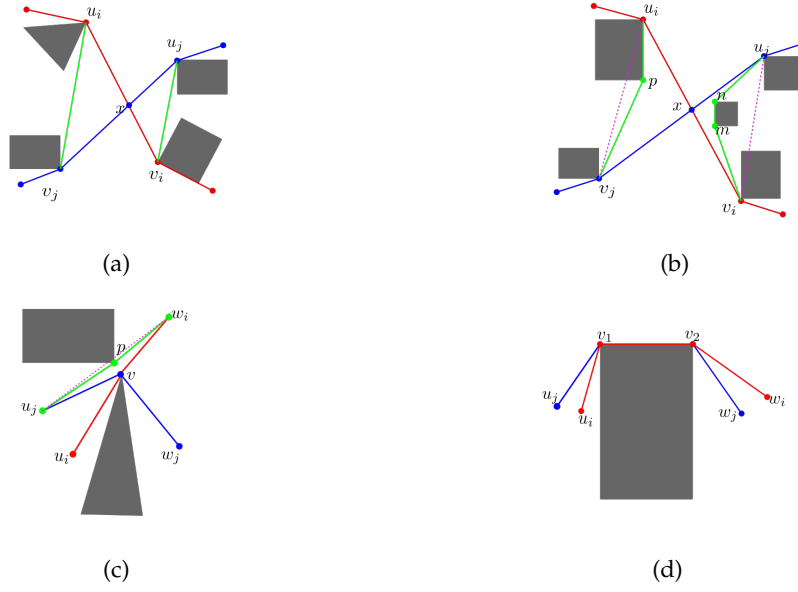 u_i
u_j
x
v_j
v_i
(a)
u_i
u_j
p
n
x
m
v_j
v_i
(b)
w_i
p
v
u_j
u_i
w_j
(c)
v_1 v_2
u_j
u_i
w_i
w_j
(d)